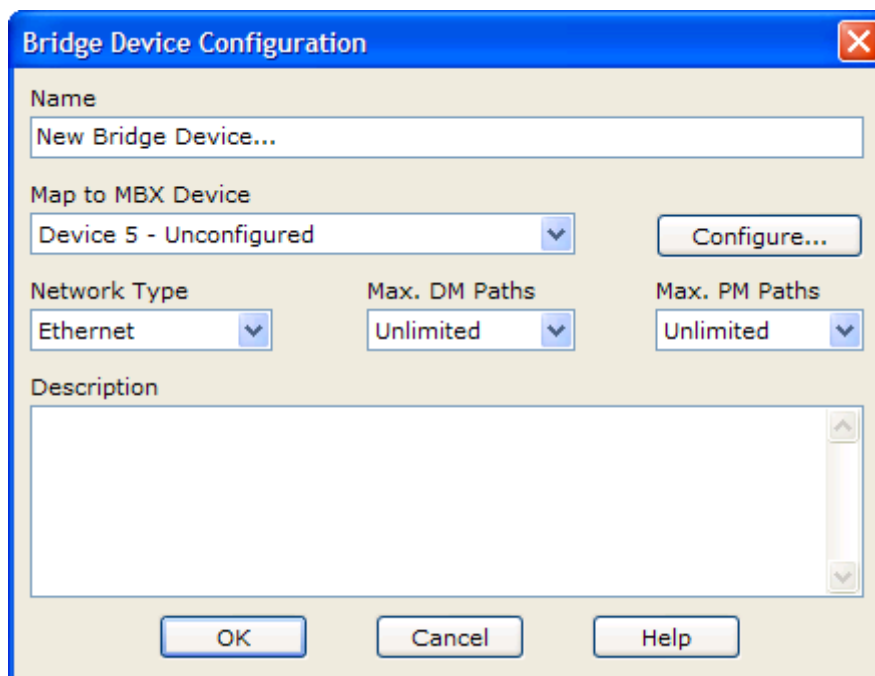 Bridge Device Configuration
Name
New Bridge Device...
Map to MBX Device
Device 5 - Unconfigured
Configure...
Network Type Max. DM Paths Max. PM Paths
Ethernet Unlimited Unlimited
Description
OK Cancel Help